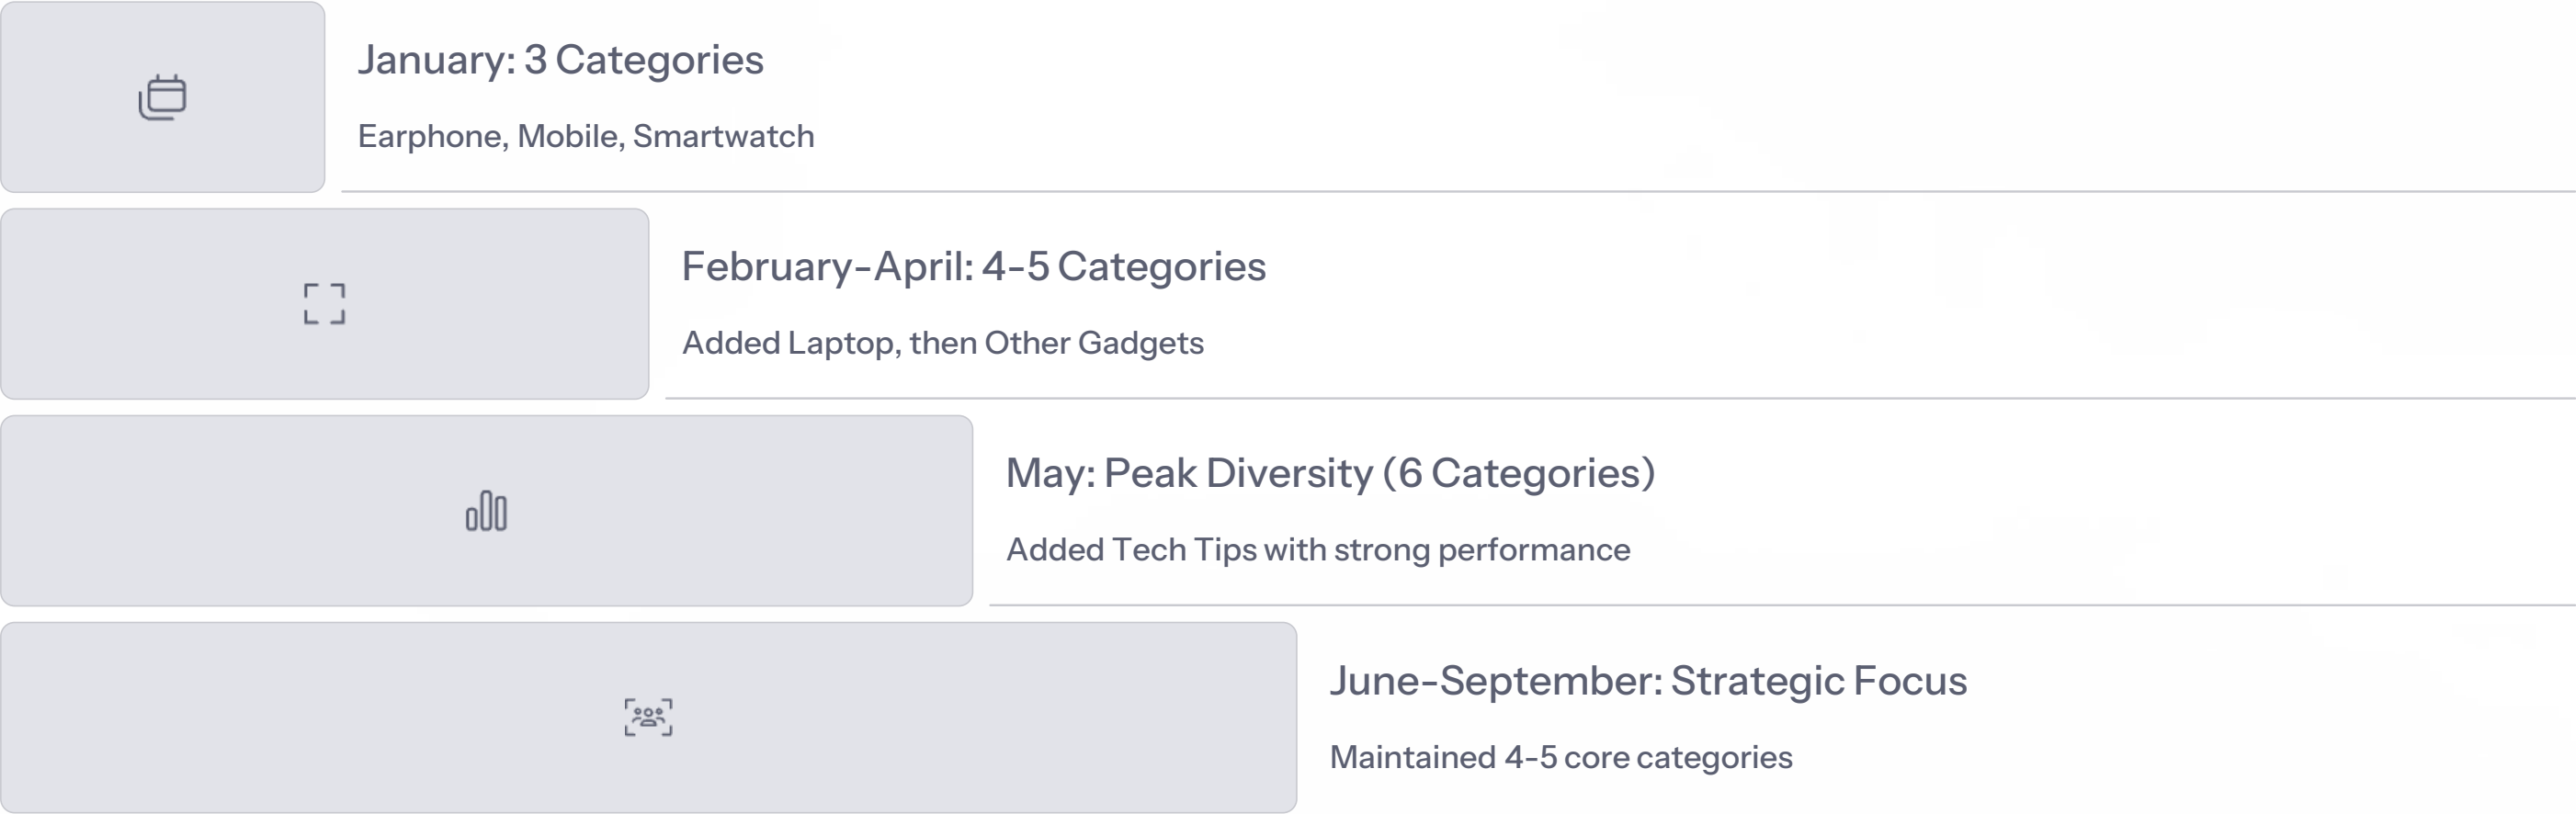 January: 3 Categories
Earphone, Mobile, Smartwatch
February-April: 4-5 Categories
Added Laptop, then Other Gadgets
May: Peak Diversity (6 Categories)
Added Tech Tips with strong performance
June-September: Strategic Focus
Maintained 4-5 core categories